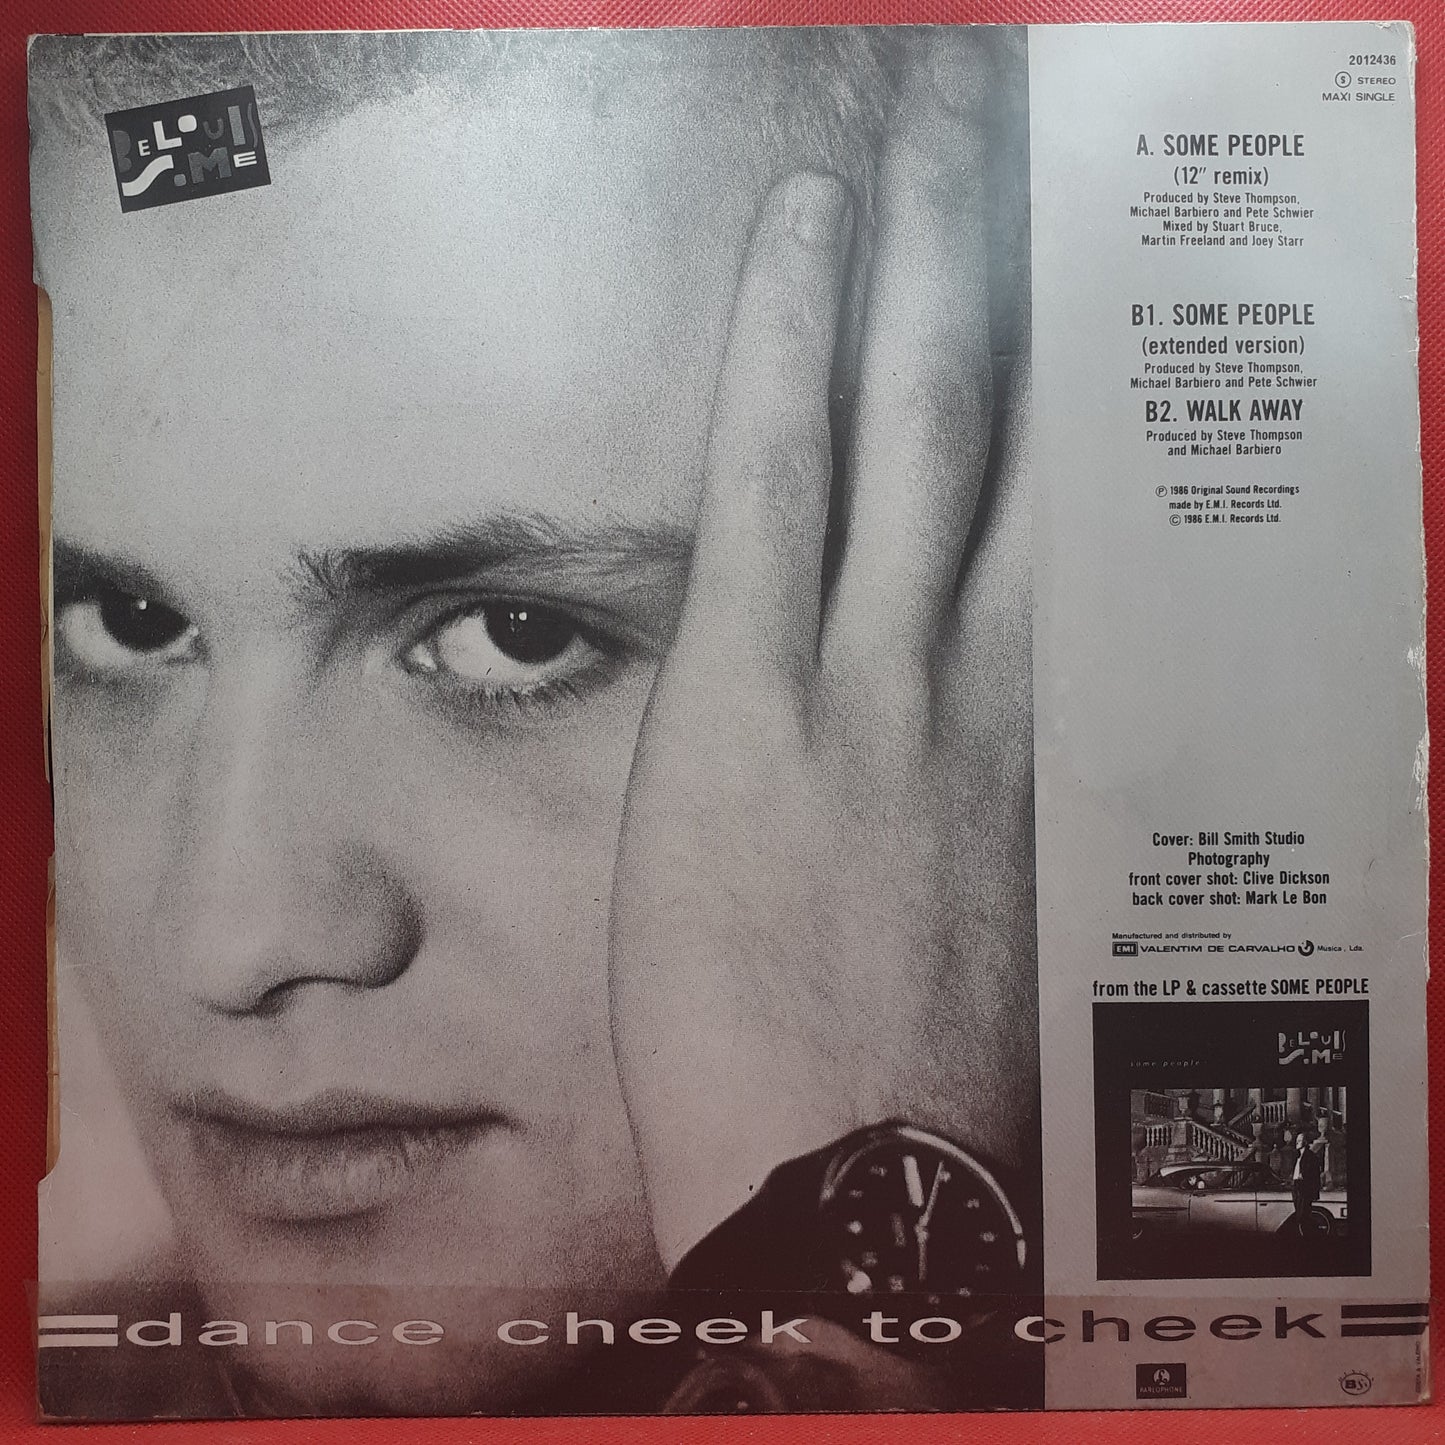 BELOUIS
SOME
2012436
S STEREO
MAXI SINGLE
A. SOME PEOPLE
(12" remix)
Produced by Steve Thompson,
Michael Barbiero and Pete Schwier
Mixed by Stuart Bruce,
Martin Freeland and Joey Starr
B1. SOME PEOPLE
(extended version)
Produced by Steve Thompson,
Michael Barbiero and Pete Schwier
B2. WALK AWAY
Produced by Steve Thompson
and Michael Barbiero
℗ 1986 Original Sound Recordings
made by E.M.I. Records Ltd.
© 1986 E.M.I. Records Ltd.
Cover: Bill Smith Studio
Photography
front cover shot: Clive Dickson
back cover shot: Mark Le Bon
Manufactured and distributed by
EMI VALENTIM DE CARVALHO Musica, Lda.
from the LP & cassette SOME PEOPLE
BELOUIS
SOME
some people
dance cheek to cheek
PARLOPHONE
BS